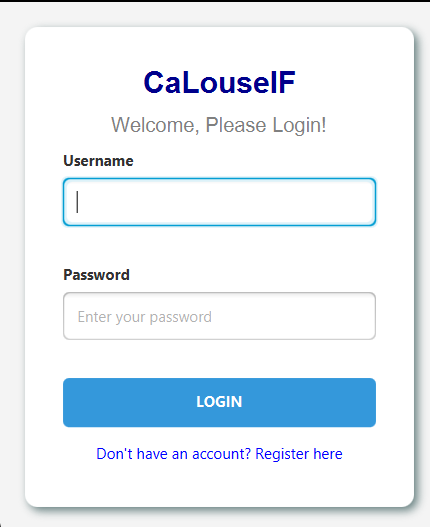 CaLouselF
Welcome, Please Login!
Username
Password
Enter your password
LOGIN
Don't have an account? Register here